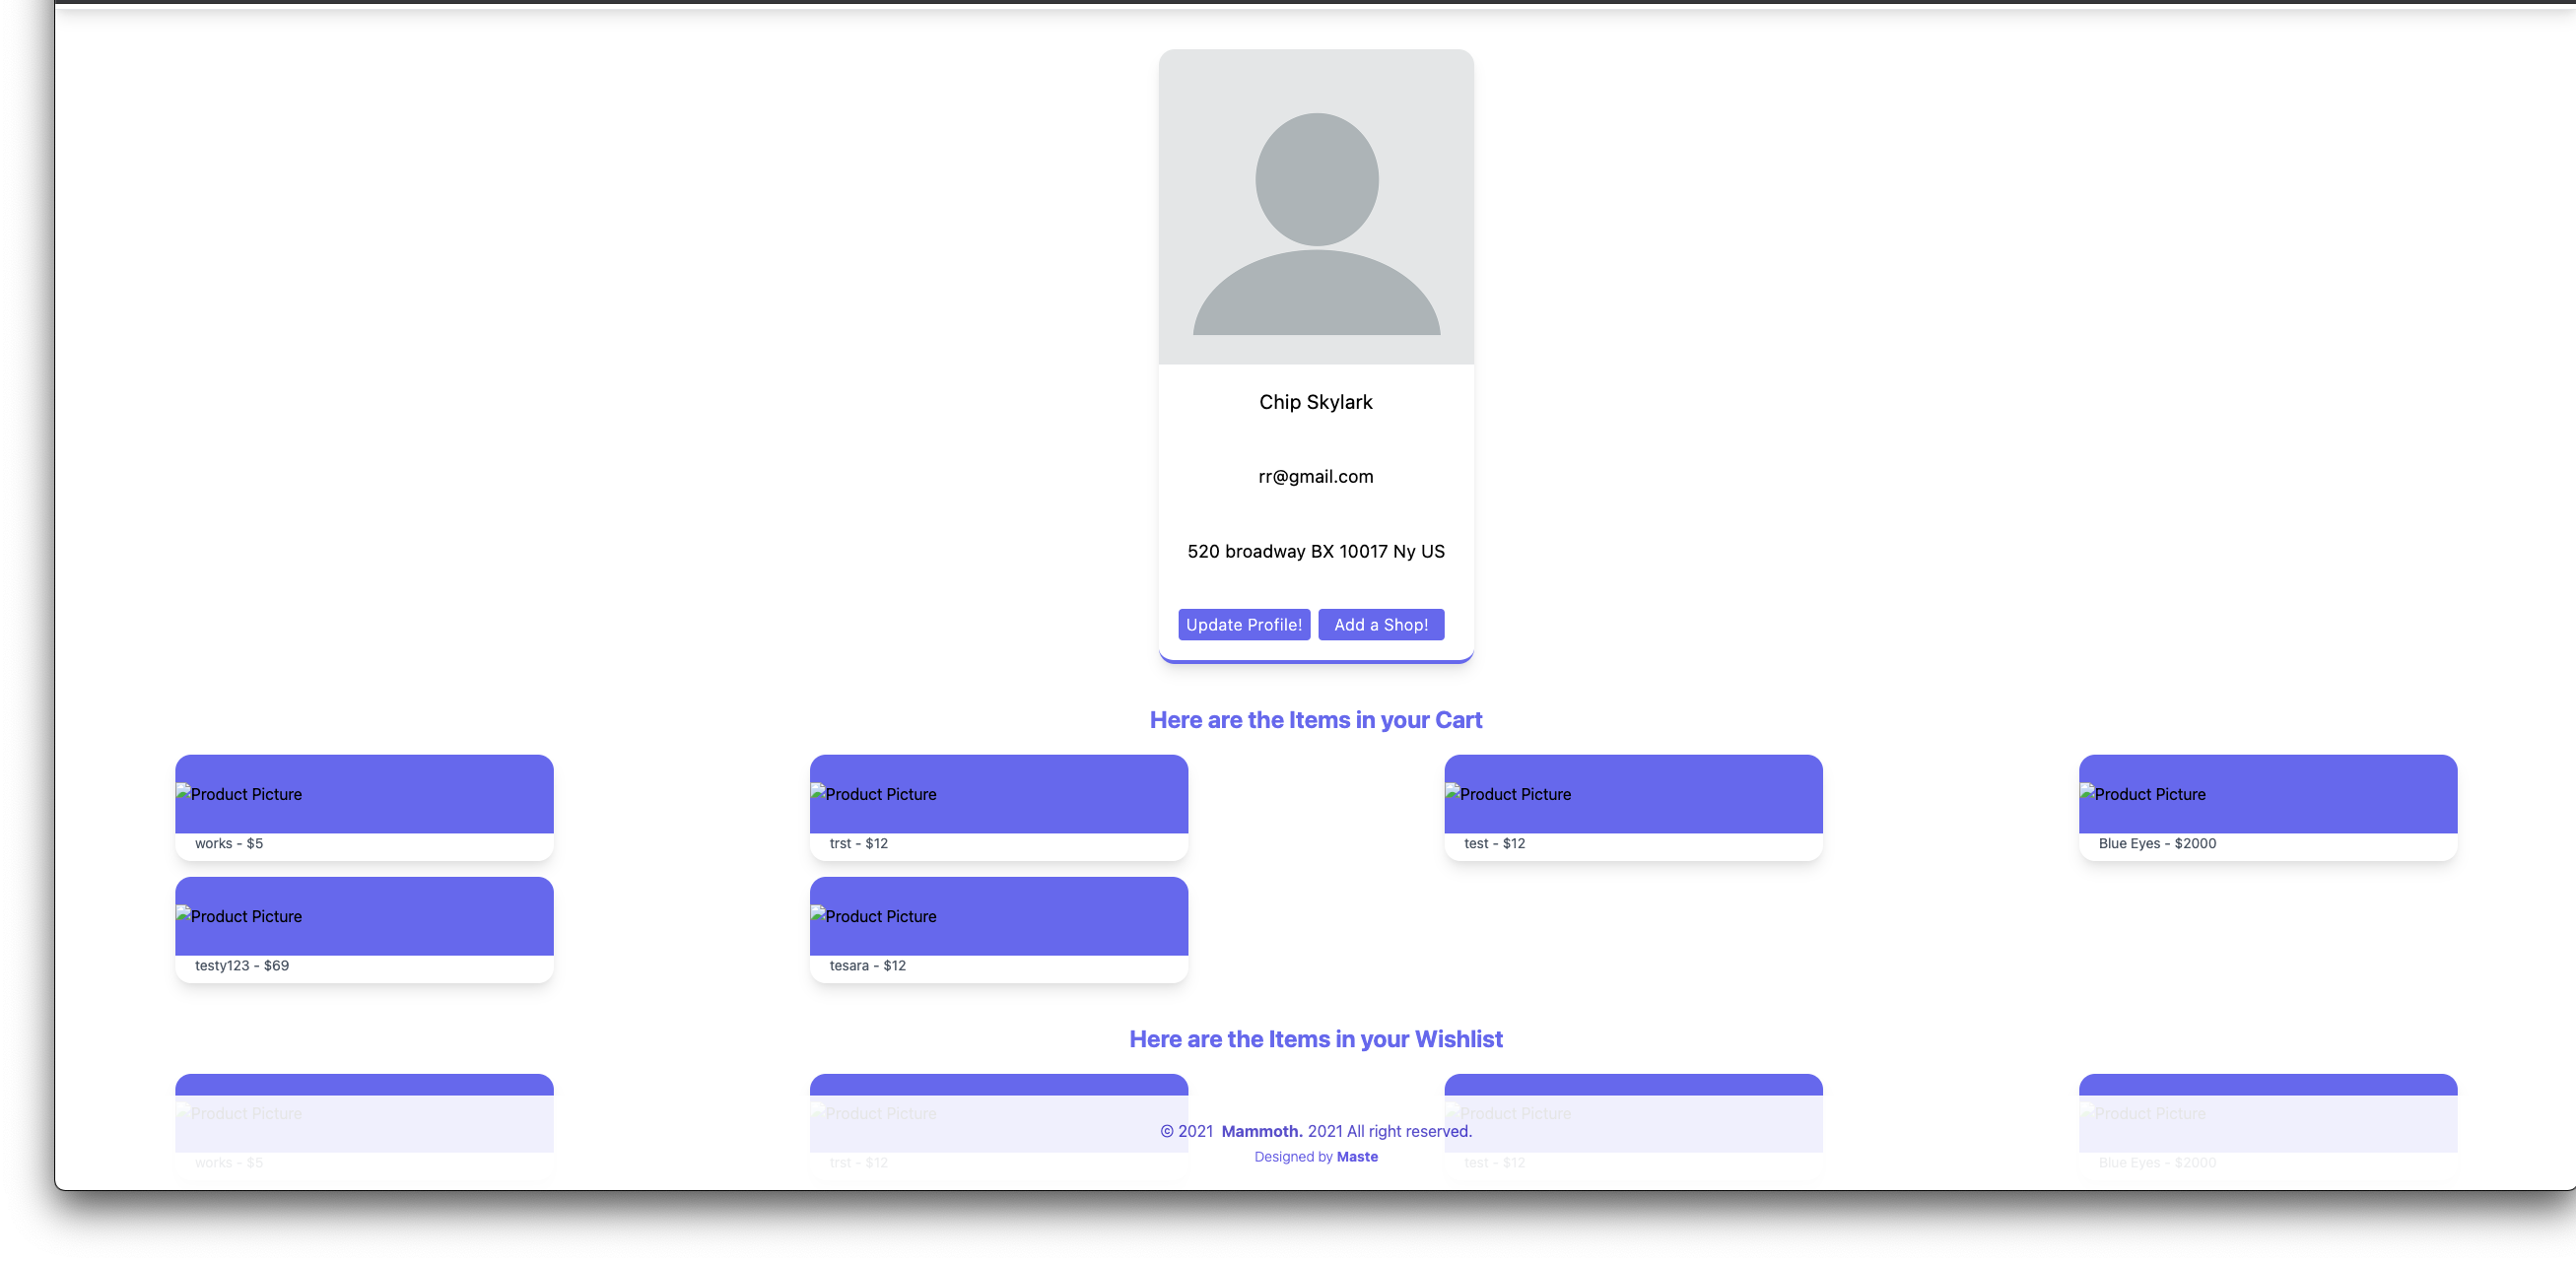 Chip Skylark
rr@gmail.com
520 broadway BX 10017 Ny US
Update Profile! Add a Shop!
Here are the Items in your Cart
Product Picture Product Picture Product Picture Product Picture
works - $5 trst - $12 test - $12 Blue Eyes - $2000
Product Picture Product Picture
testy123 - $69 tesara - $12
Here are the Items in your Wishlist
Product Picture Product Picture Product Picture Product Picture
© 2021 Mammoth. 2021 All right reserved.
Designed by Maste
works - $5 trst - $12 test - $12 Blue Eyes - $2000